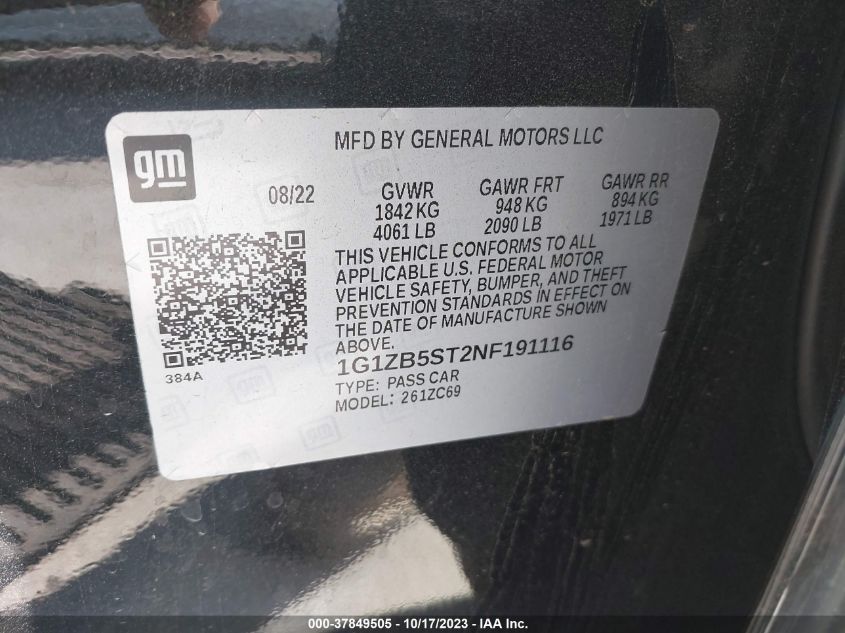 MFD BY GENERAL MOTORS LLC
gm
08/22
GVWR GAWR FRT GAWR RR
1842 KG 948 KG 894 KG
4061 LB 2090 LB 1971 LB
THIS VEHICLE CONFORMS TO ALL
APPLICABLE U.S. FEDERAL MOTOR
VEHICLE SAFETY, BUMPER, AND THEFT
PREVENTION STANDARDS IN EFFECT ON
THE DATE OF MANUFACTURE SHOWN
ABOVE.
384A
1G1ZB5ST2NF191116
TYPE: PASS CAR
MODEL: 261ZC69
000-37849505 - 10/17/2023 - IAA Inc.